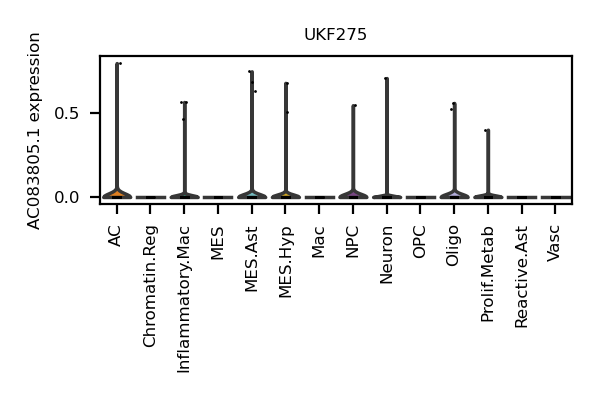 UKF275
AC083805.1 expression
0.5
0.0
AC
Chromatin.Reg
Inflammatory.Mac
MES
MES.Ast
MES.Hyp
Mac
NPC
Neuron
OPC
Oligo
Prolif.Metab
Reactive.Ast
Vasc